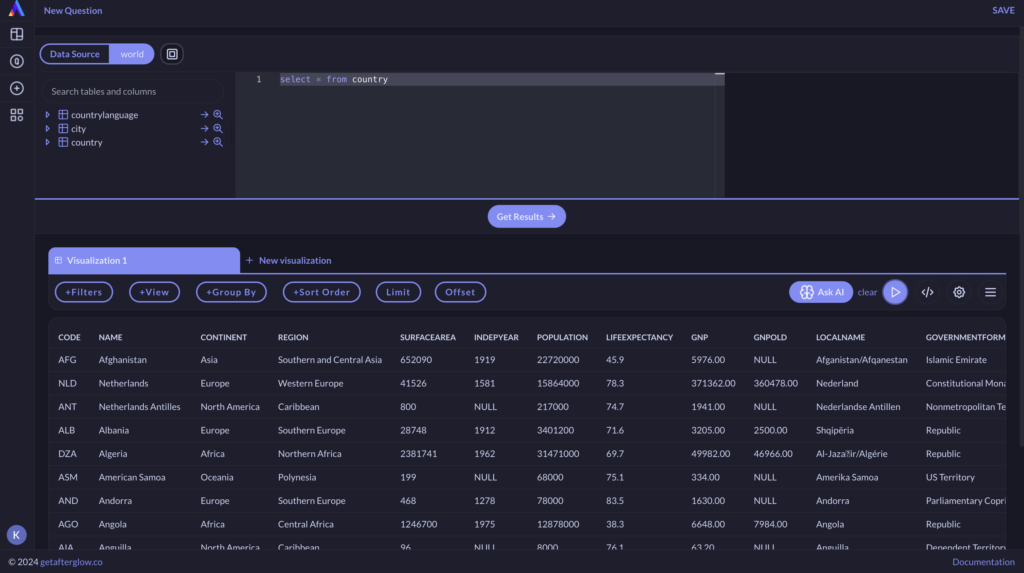 New Question SAVE
Data Source world
Search tables and columns
countrylanguage
city
country
1 select * from country
Get Results →
Visualization 1 + New visualization
+Filters +View +Group By +Sort Order Limit Offset Ask AI clear </>
CODE NAME CONTINENT REGION SURFACEAREA INDEPYEAR POPULATION LIFEEXPECTANCY GNP GNPOLD LOCALNAME GOVERNMENTFORM
AFG Afghanistan Asia Southern and Central Asia 652090 1919 22720000 45.9 5976.00 NULL Afganistan/Afqanestan Islamic Emirate
NLD Netherlands Europe Western Europe 41526 1581 15864000 78.3 371362.00 360478.00 Nederland Constitutional Mona
ANT Netherlands Antilles North America Caribbean 800 NULL 217000 74.7 1941.00 NULL Nederlandse Antillen Nonmetropolitan Te
ALB Albania Europe Southern Europe 28748 1912 3401200 71.6 3205.00 2500.00 Shqipëria Republic
DZA Algeria Africa Northern Africa 2381741 1962 31471000 69.7 49982.00 46966.00 Al-Jaza?ir/Algérie Republic
ASM American Samoa Oceania Polynesia 199 NULL 68000 75.1 334.00 NULL Amerika Samoa US Territory
AND Andorra Europe Southern Europe 468 1278 78000 83.5 1630.00 NULL Andorra Parliamentary Copri
AGO Angola Africa Central Africa 1246700 1975 12878000 38.3 6648.00 7984.00 Angola Republic
AIA Anguilla North America Caribbean 96 NULL 8000 76.1 63.20 NULL Anguilla Dependent Territory
K
© 2024 getafterglow.co Documentation